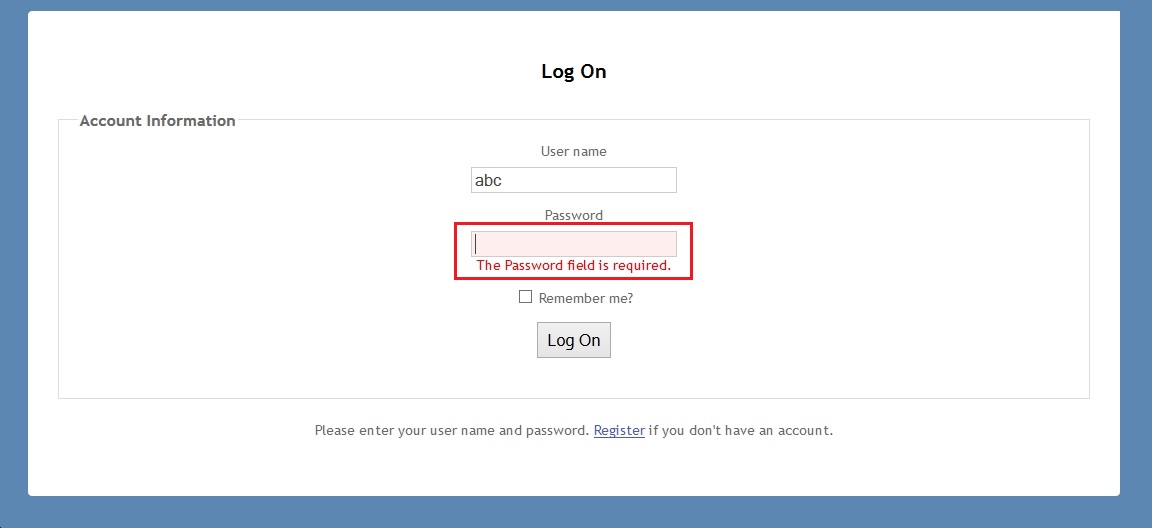 Log On
Account Information
User name
abc
Password
The Password field is required.
Remember me?
Log On
Please enter your user name and password. Register if you don't have an account.